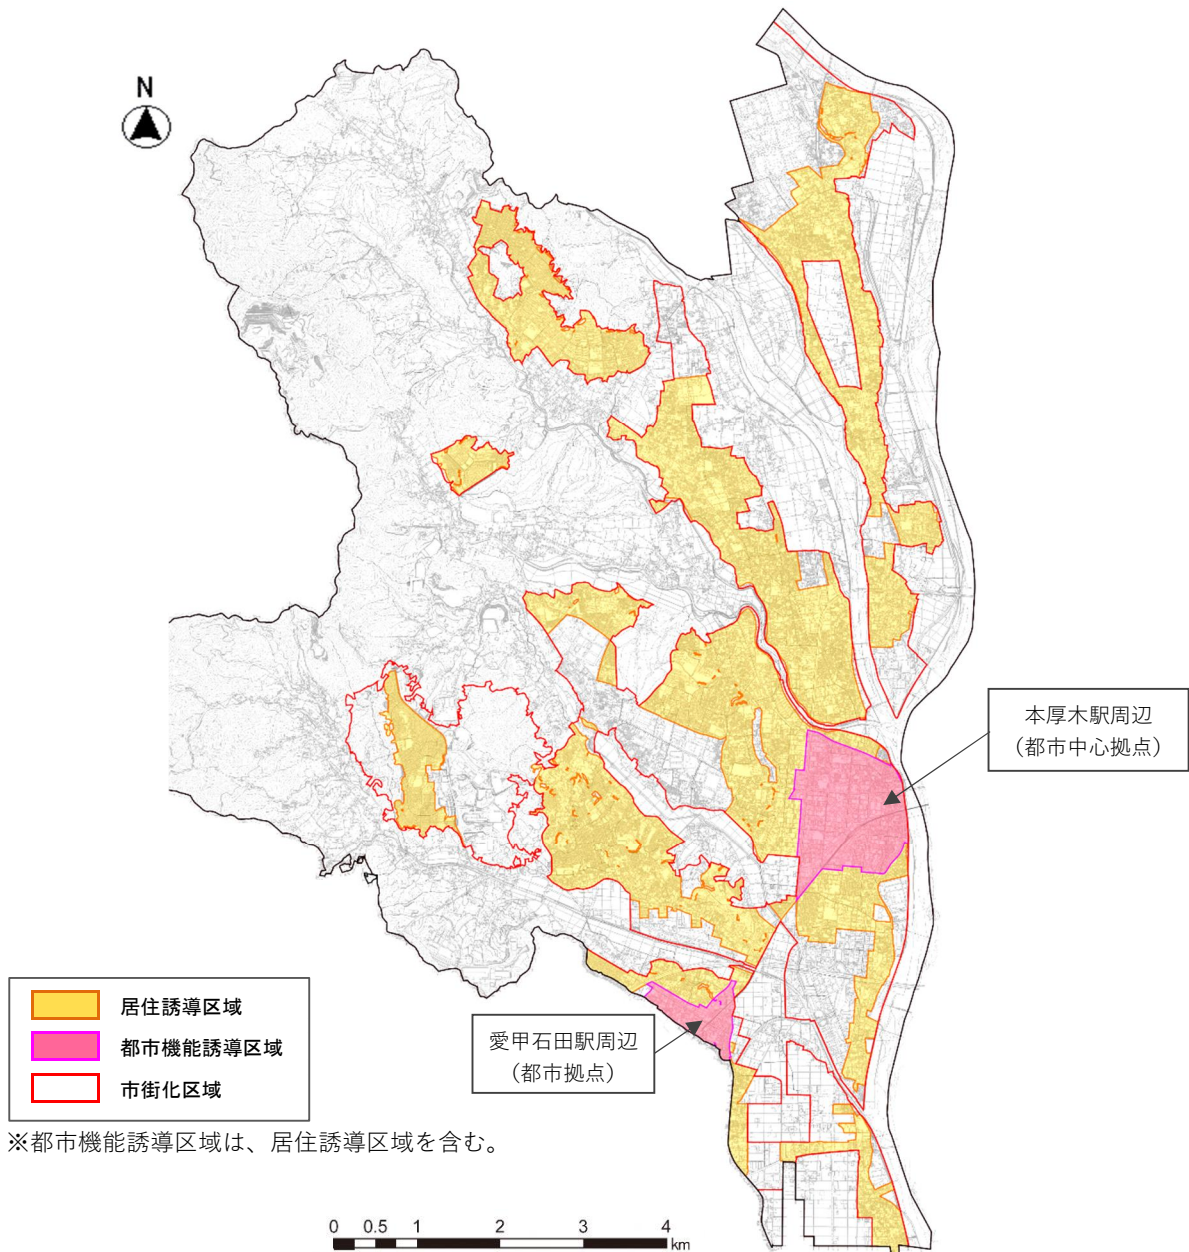 N
本厚木駅周辺
（都市中心拠点）
愛甲石田駅周辺
（都市拠点）
居住誘導区域
都市機能誘導区域
市街化区域
※都市機能誘導区域は、居住誘導区域を含む。
0 0.5 1 2 3 4
km